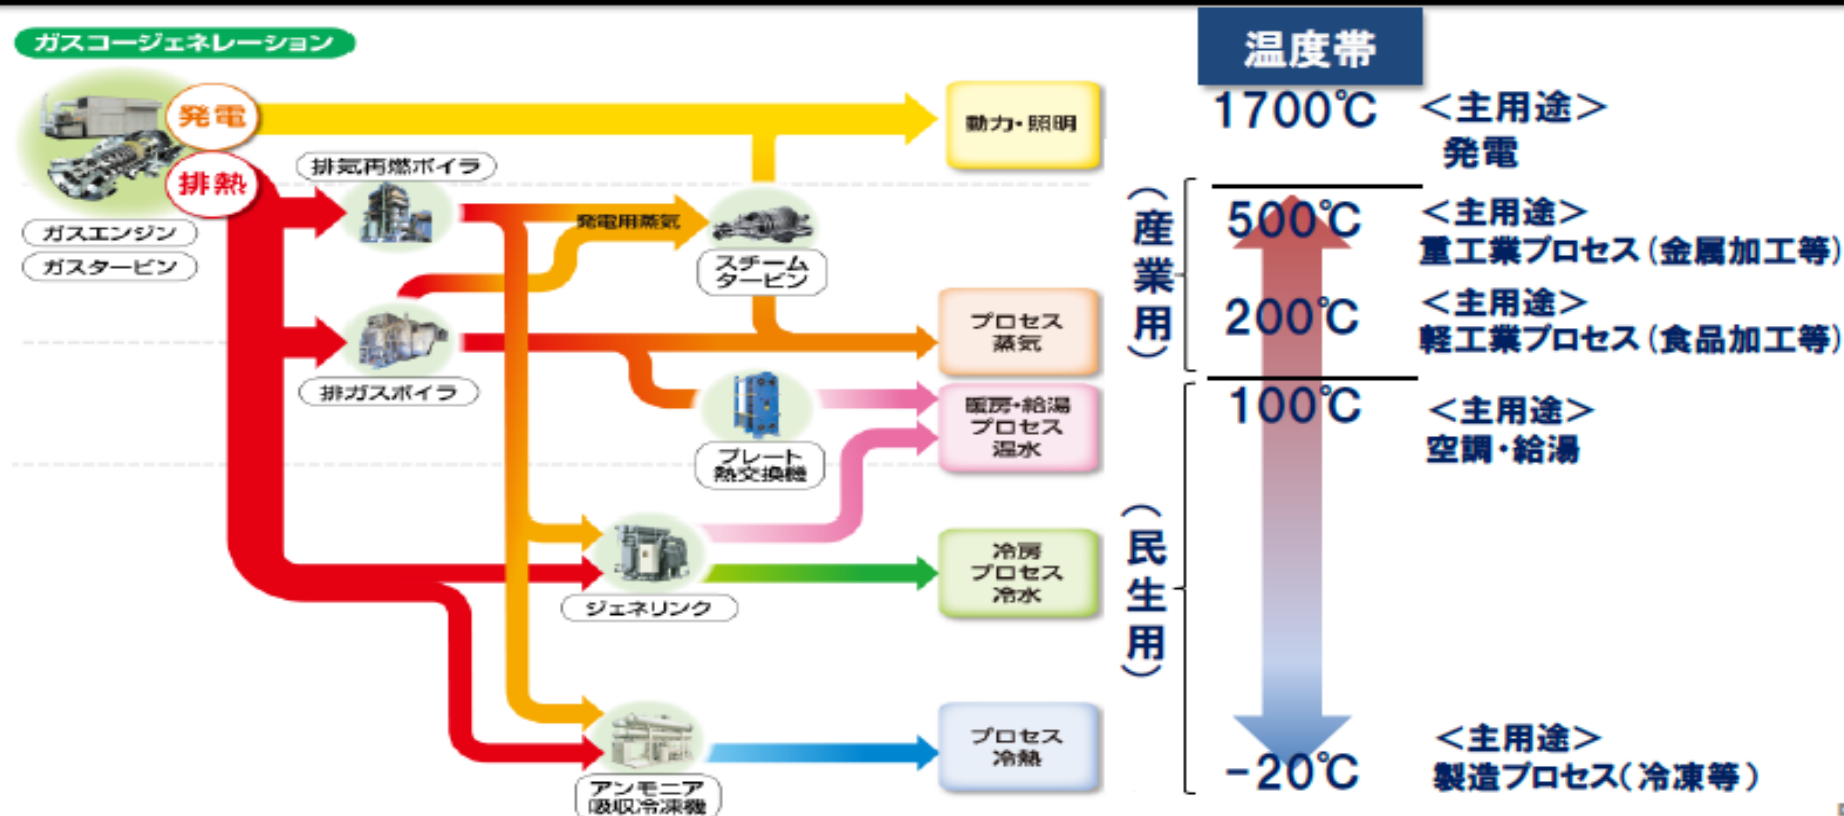 ガスコージェネレーション
発電
排熱
ガスエンジン
ガスタービン
排気再燃ボイラ
発電用蒸気
スチーム
タービン
排ガスボイラ
プレート
熱交換機
ジェネリンク
アンモニア
吸収冷凍機
動力・照明
プロセス
蒸気
暖房・給湯
プロセス
温水
冷房
プロセス
冷水
プロセス
冷熱
(産業用)
(民生用)
温度帯
1700℃
<主用途>
発電
500℃
<主用途>
重工業プロセス(金属加工等)
200℃
<主用途>
軽工業プロセス(食品加工等)
100℃
<主用途>
空調・給湯
-20℃
<主用途>
製造プロセス(冷凍等)